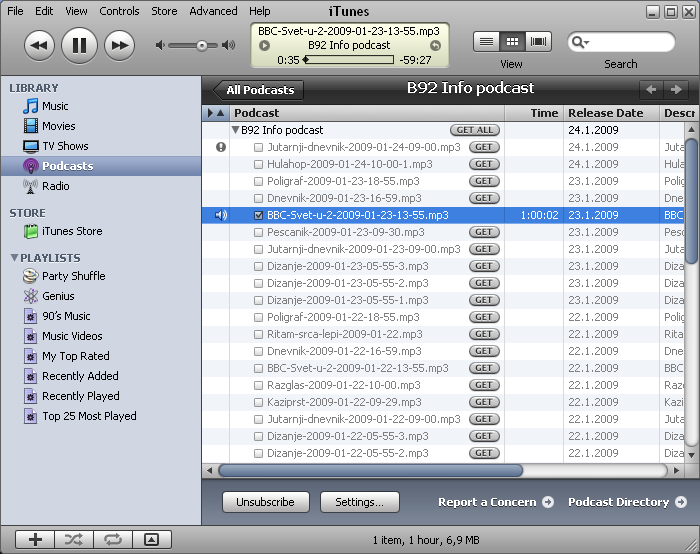 File Edit View Controls Store Advanced Help iTunes
BBC-Svet-u-2-2009-01-23-13-55.mp3
B92 Info podcast
0:35 -59:27
View Search
LIBRARY
Music
Movies
TV Shows
Podcasts
Radio
STORE
iTunes Store
PLAYLISTS
Party Shuffle
Genius
90's Music
Music Videos
My Top Rated
Recently Added
Recently Played
Top 25 Most Played
All Podcasts B92 Info podcast
Podcast Time Release Date Descr
B92 Info podcast GET ALL 24.1.2009
Jutarnji-dnevnik-2009-01-24-09-00.mp3 GET 24.1.2009 Juta
Hulahop-2009-01-24-10-00-1.mp3 GET 24.1.2009 Hula
Poligraf-2009-01-23-18-55.mp3 GET 23.1.2009 Polig
Dnevnik-2009-01-23-16-59.mp3 GET 23.1.2009 Dne
BBC-Svet-u-2-2009-01-23-13-55.mp3 1:00:02 23.1.2009 BBC
Pescanik-2009-01-23-09-30.mp3 GET 23.1.2009 Pesc
Jutarnji-dnevnik-2009-01-23-09-00.mp3 GET 23.1.2009 Juta
Dizanje-2009-01-23-05-55-3.mp3 GET 23.1.2009 Diza
Dizanje-2009-01-23-05-55-2.mp3 GET 23.1.2009 Diza
Dizanje-2009-01-23-05-55-1.mp3 GET 23.1.2009 Diza
Poligraf-2009-01-22-18-55.mp3 GET 22.1.2009 Polig
Ritam-srca-lepi-2009-01-22.mp3 GET 22.1.2009 Rita
Dnevnik-2009-01-22-16-59.mp3 GET 22.1.2009 Dne
BBC-Svet-u-2-2009-01-22-13-55.mp3 GET 22.1.2009 BBC
Razglas-2009-01-22-10-00.mp3 GET 22.1.2009 Razg
Kaziprst-2009-01-22-09-29.mp3 GET 22.1.2009 Kazi
Jutarnji-dnevnik-2009-01-22-09-00.mp3 GET 22.1.2009 Juta
Dizanje-2009-01-22-05-55-3.mp3 GET 22.1.2009 Diza
Dizanje-2009-01-22-05-55-2.mp3 GET 22.1.2009 Diza
Unsubscribe Settings... Report a Concern Podcast Directory
1 item, 1 hour, 6,9 MB